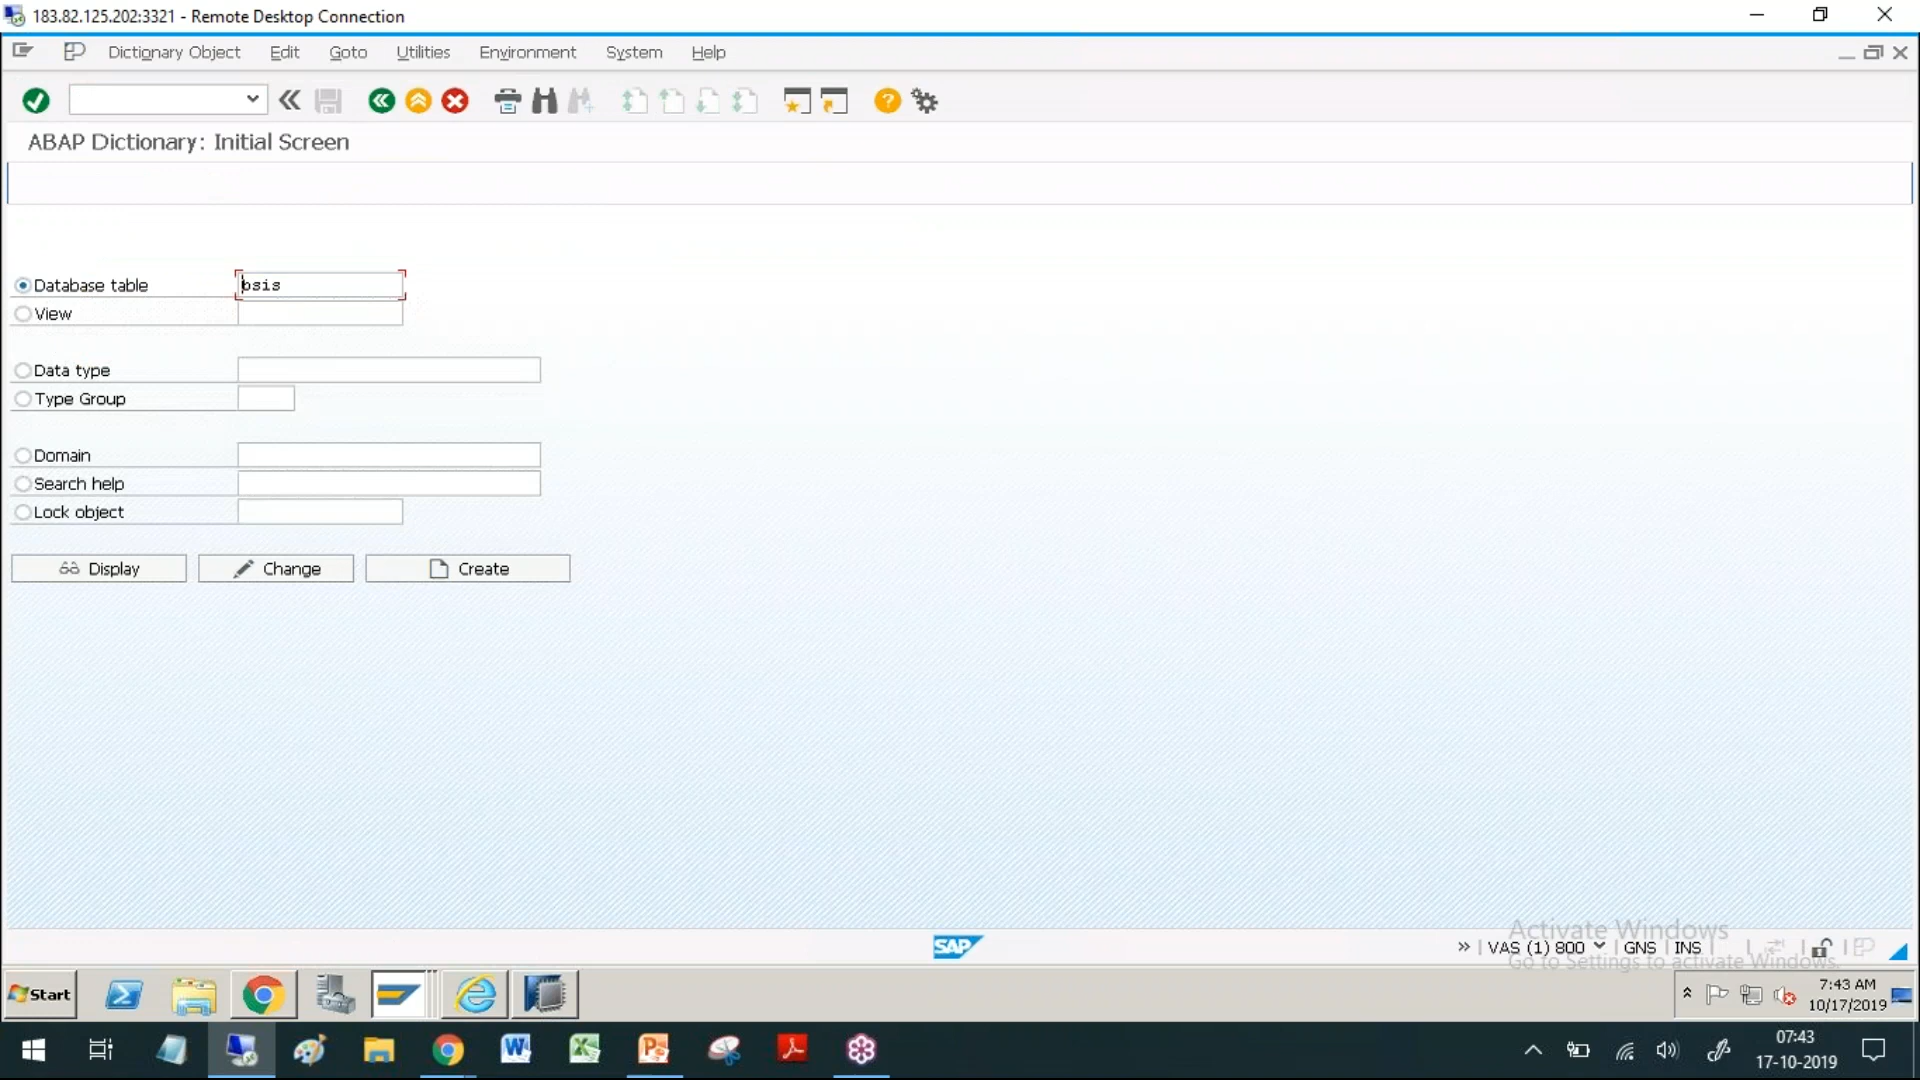 183.82.125.202:3321 - Remote Desktop Connection
Dictionary Object Edit Goto Utilities Environment System Help
ABAP Dictionary: Initial Screen
Database table bsis
View
Data type
Type Group
Domain
Search help
Lock object
Display Change Create
Activate Windows
Go to Settings to activate Windows.
SAP
VAS (1) 800 GNS INS
Start
7:43 AM
10/17/2019
07:43
17-10-2019